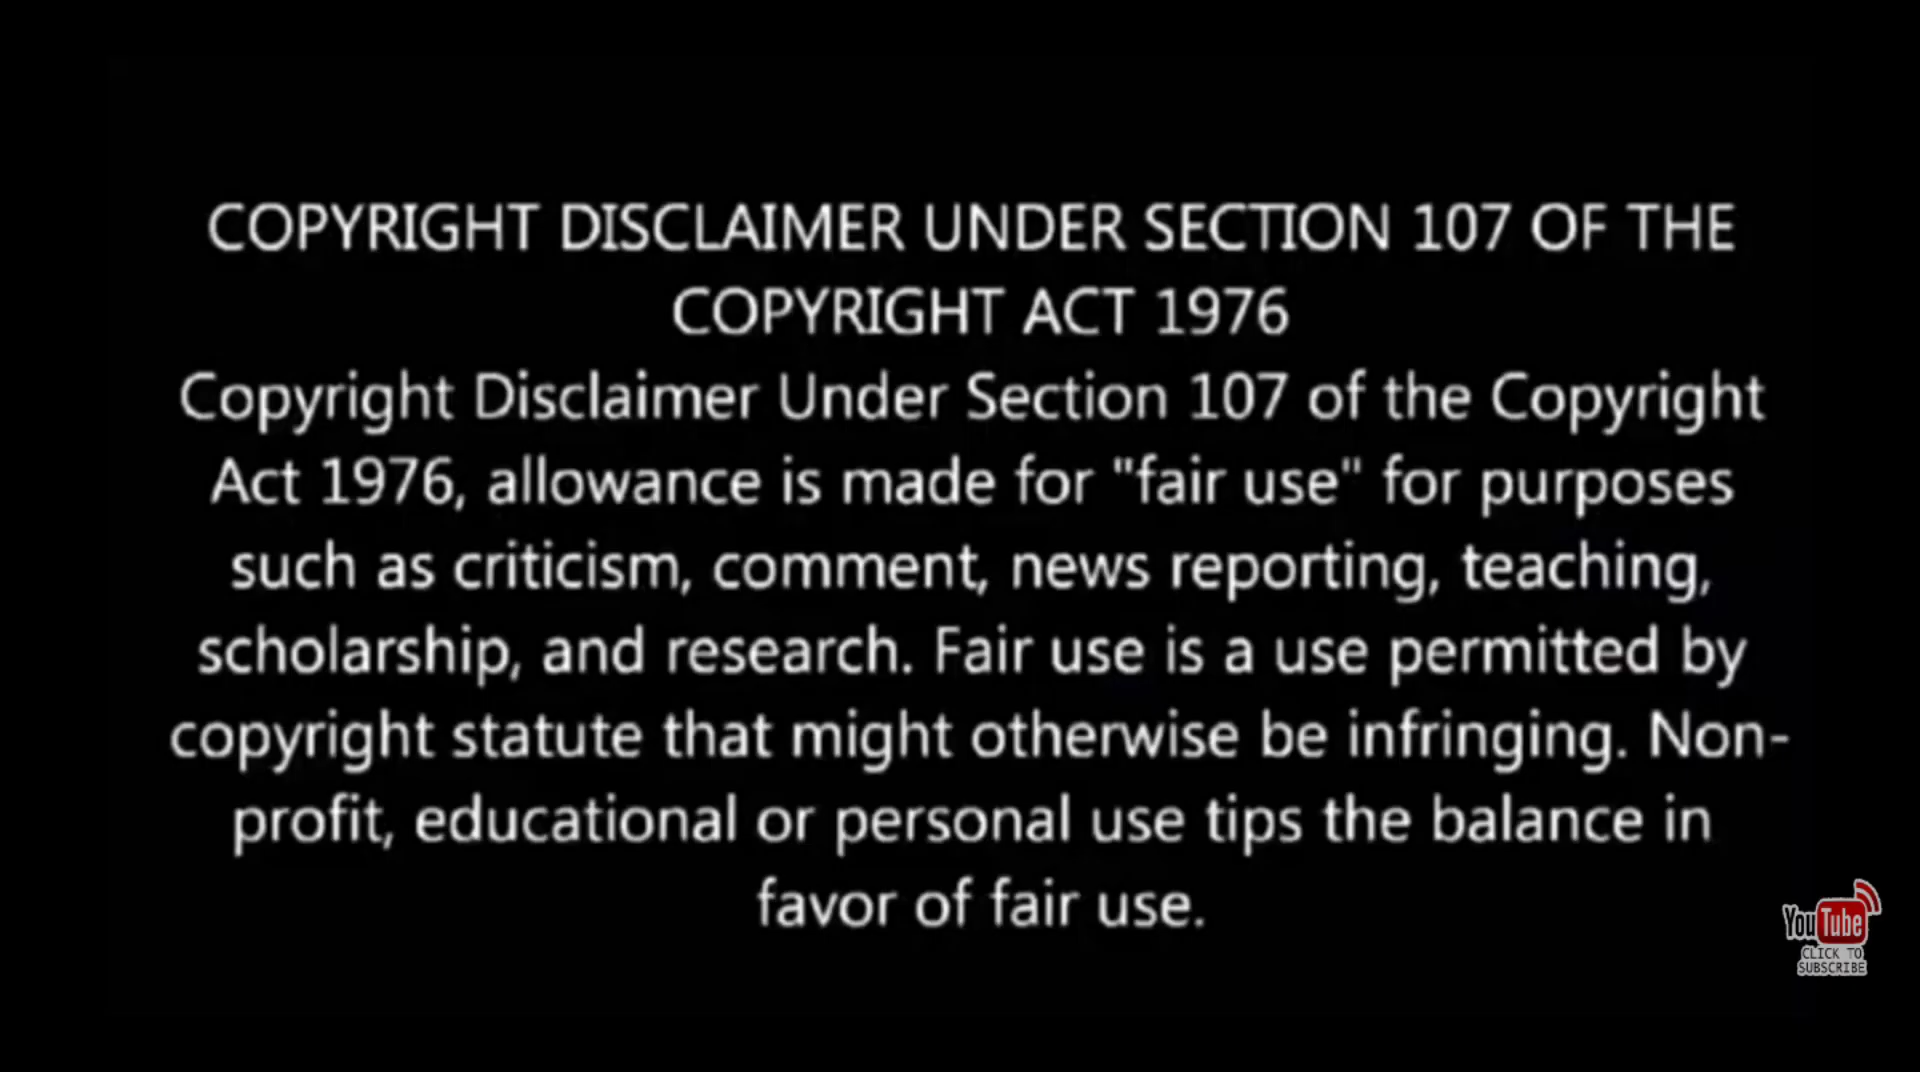 COPYRIGHT DISCLAIMER UNDER SECTION 107 OF THE
COPYRIGHT ACT 1976
Copyright Disclaimer Under Section 107 of the Copyright
Act 1976, allowance is made for "fair use" for purposes
such as criticism, comment, news reporting, teaching,
scholarship, and research. Fair use is a use permitted by
copyright statute that might otherwise be infringing. Non-
profit, educational or personal use tips the balance in
favor of fair use.
YouTube
CLICK TO
SUBSCRIBE